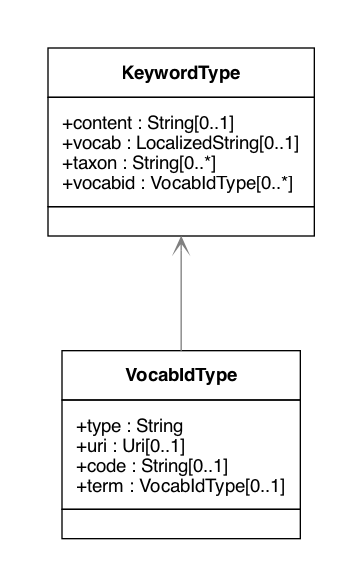 KeywordType
+content : String[0..1]
+vocab : LocalizedString[0..1]
+taxon : String[0..*]
+vocabid : VocabIdType[0..*]
VocabIdType
+type : String
+uri : Uri[0..1]
+code : String[0..1]
+term : VocabIdType[0..1]